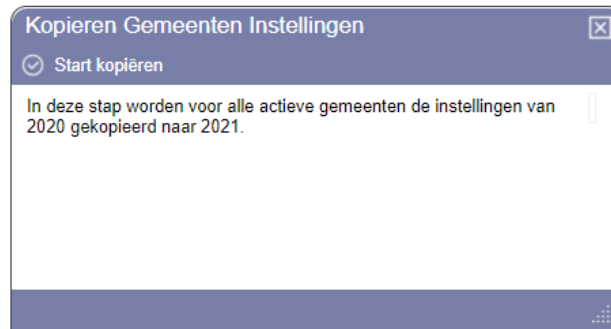 Kopieren Gemeenten Instellingen
Start kopiëren
In deze stap worden voor alle actieve gemeenten de instellingen van
2020 gekopieerd naar 2021.